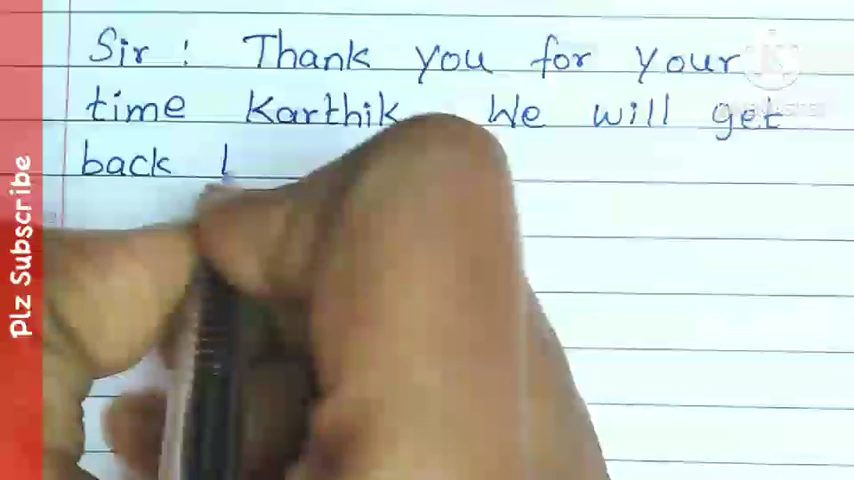 Sir : Thank you for your
time Karthik. We will get
back
Plz Subscribe